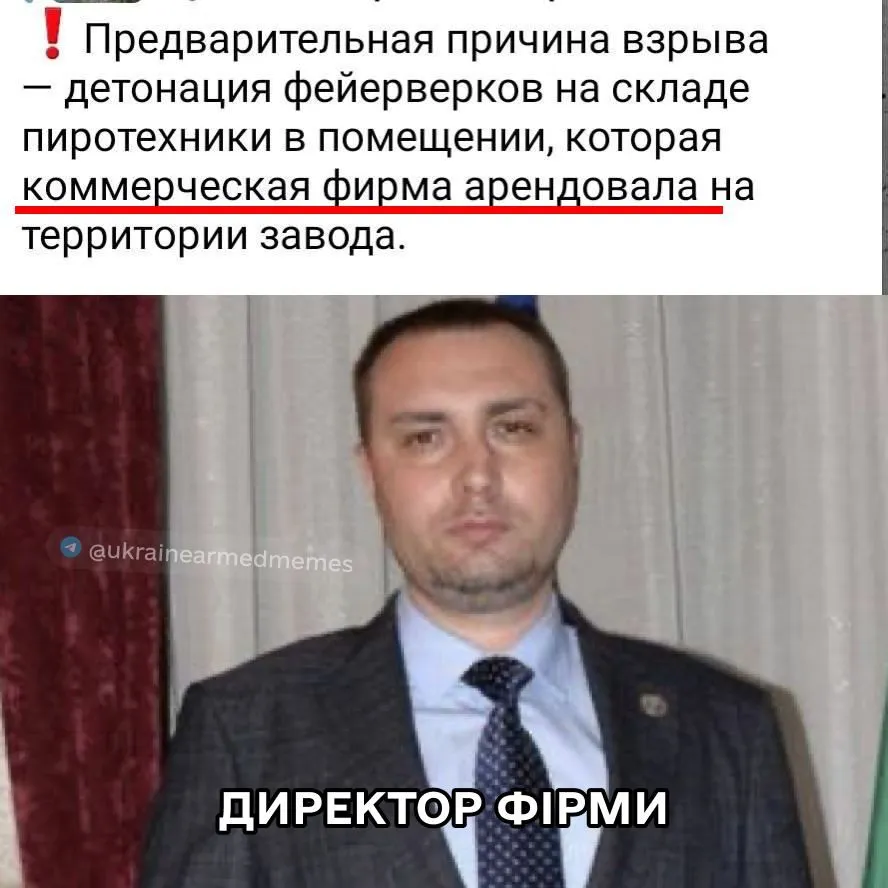 ❗ Предварительная причина взрыва
— детонация фейерверков на складе
пиротехники в помещении, которая
коммерческая фирма арендовала на
территории завода.
@ukrainearmedmemes
ДИРЕКТОР ФІРМИ